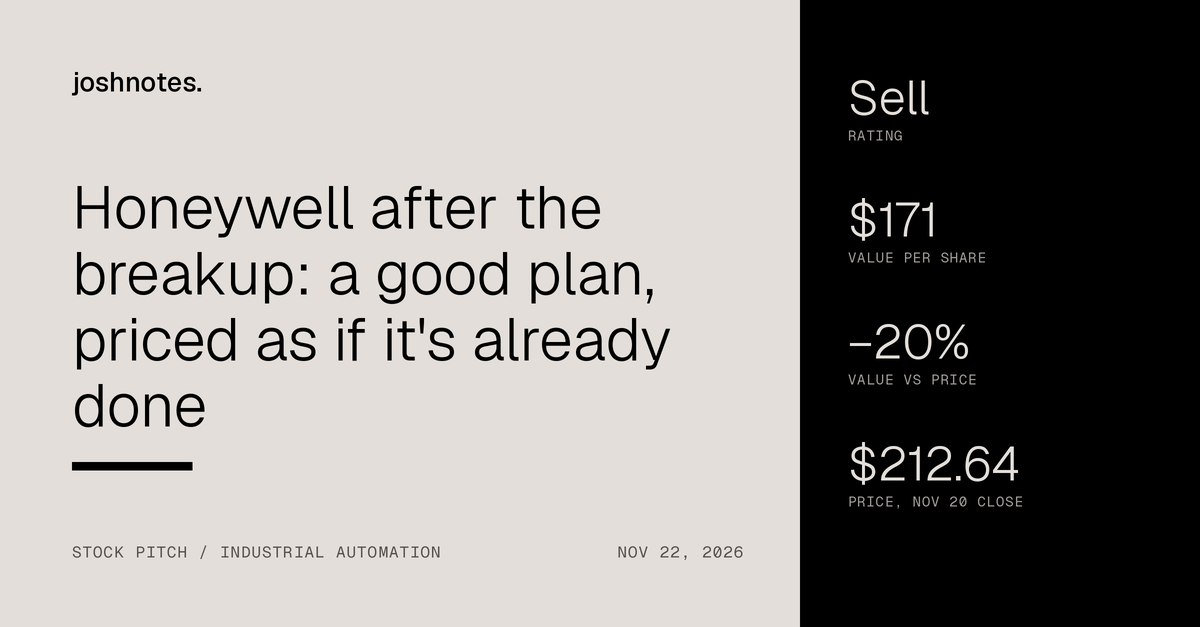 joshnotes.
Honeywell after the
breakup: a good plan,
priced as if it's already
done
STOCK PITCH / INDUSTRIAL AUTOMATION
NOV 22, 2026
Sell
RATING
$171
VALUE PER SHARE
−20%
VALUE VS PRICE
$212.64
PRICE, NOV 20 CLOSE